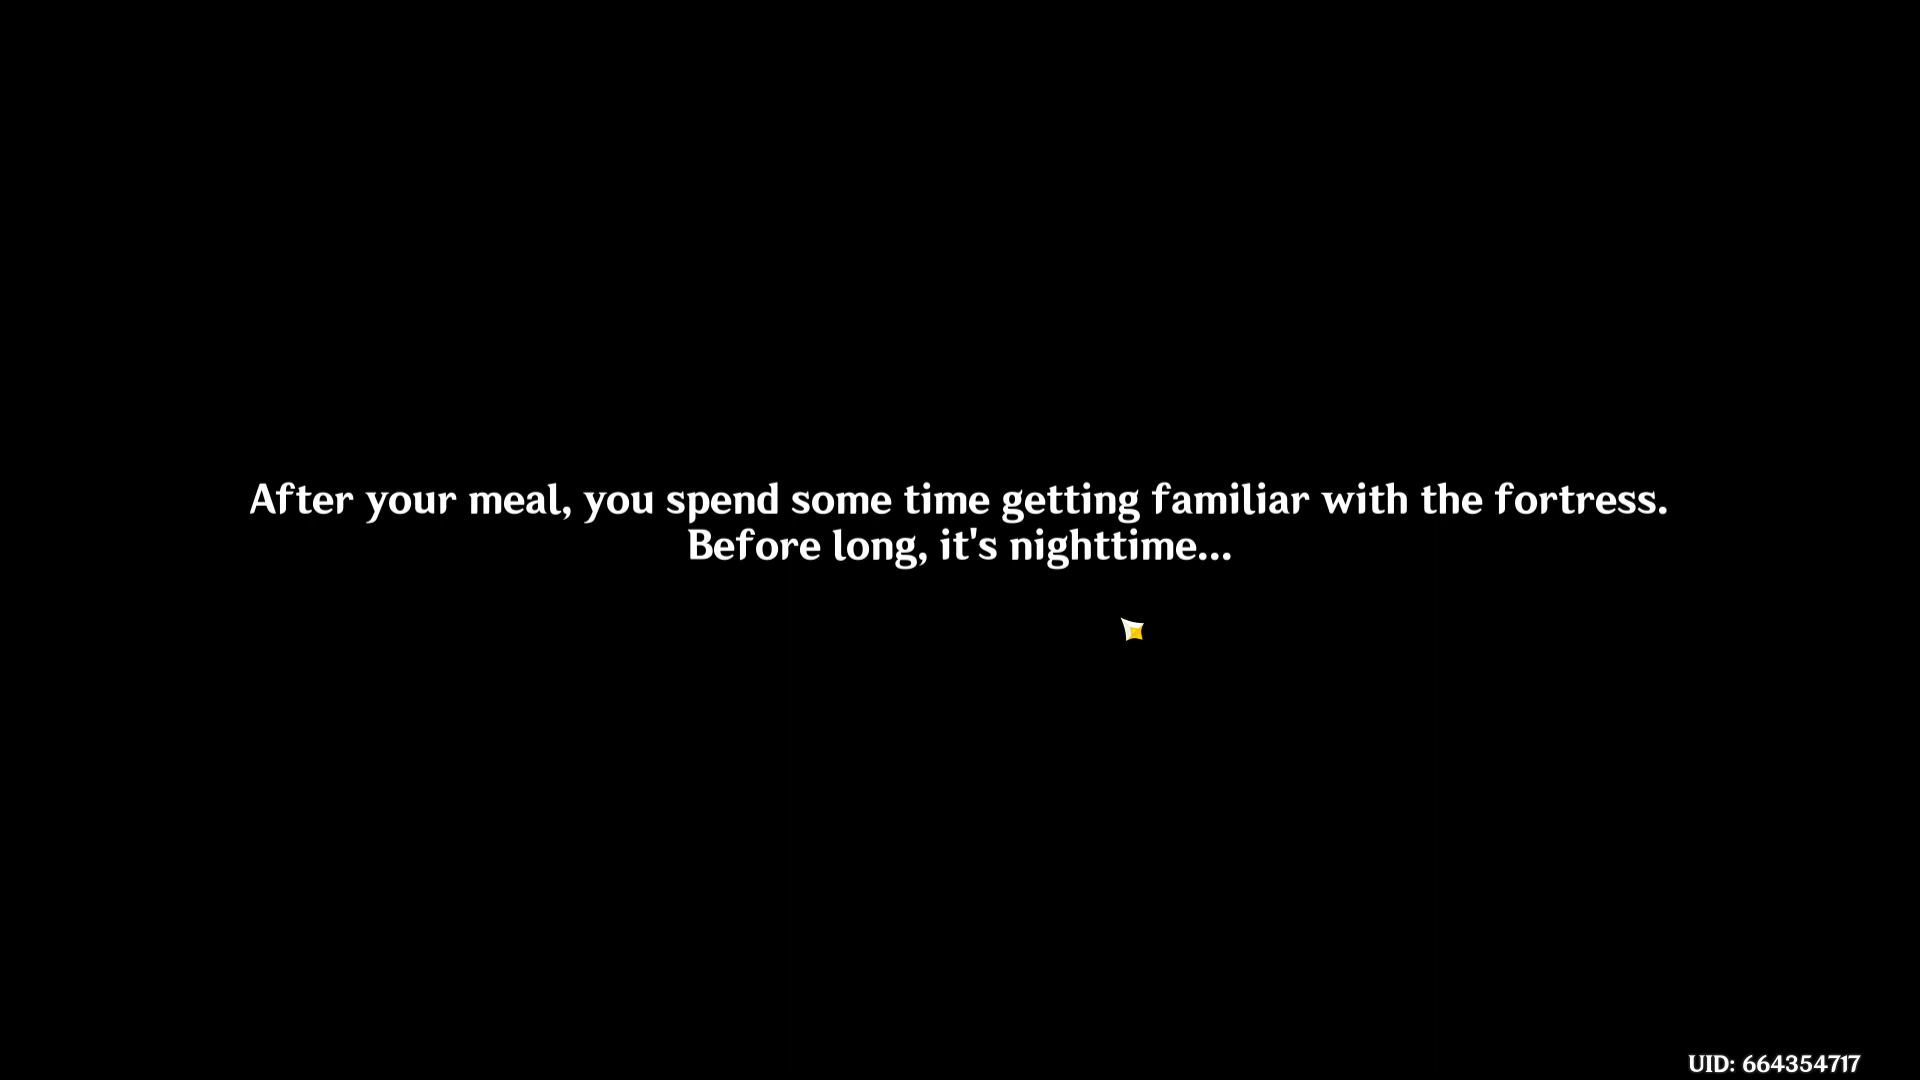 After your meal, you spend some time getting familiar with the fortress.
Before long, it's nighttime...
UID: 664354717